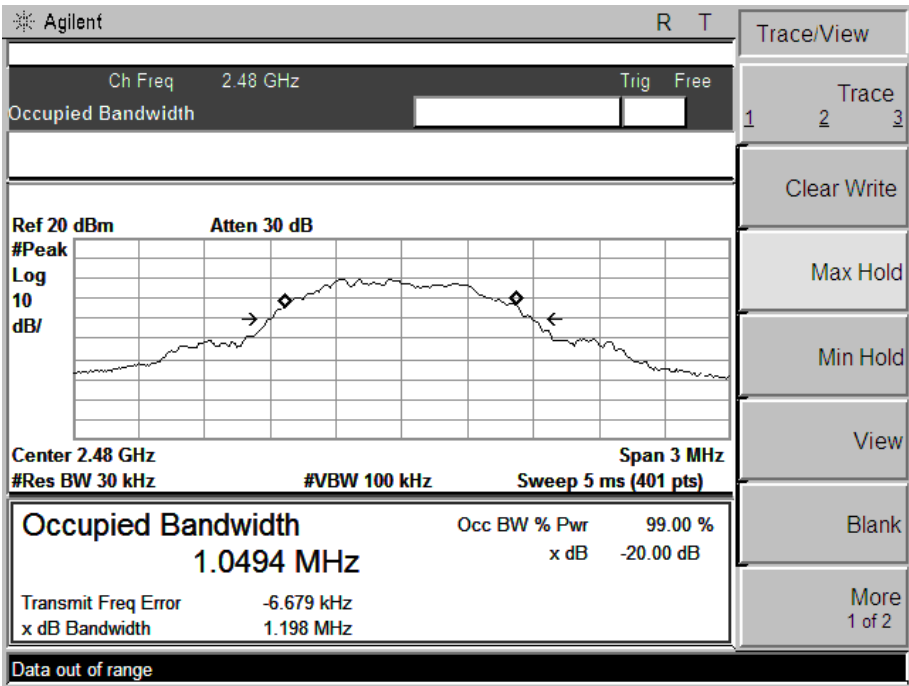 Agilent R T
Trace/View
Ch Freq 2.48 GHz Trig Free
Occupied Bandwidth
Trace
1 2 3
Clear Write
Ref 20 dBm Atten 30 dB
#Peak
Log
10
dB/
Max Hold
Min Hold
View
Center 2.48 GHz Span 3 MHz
#Res BW 30 kHz #VBW 100 kHz Sweep 5 ms (401 pts)
Occupied Bandwidth Occ BW % Pwr 99.00 %
1.0494 MHz x dB -20.00 dB
Blank
Transmit Freq Error -6.679 kHz
x dB Bandwidth 1.198 MHz
More
1 of 2
Data out of range